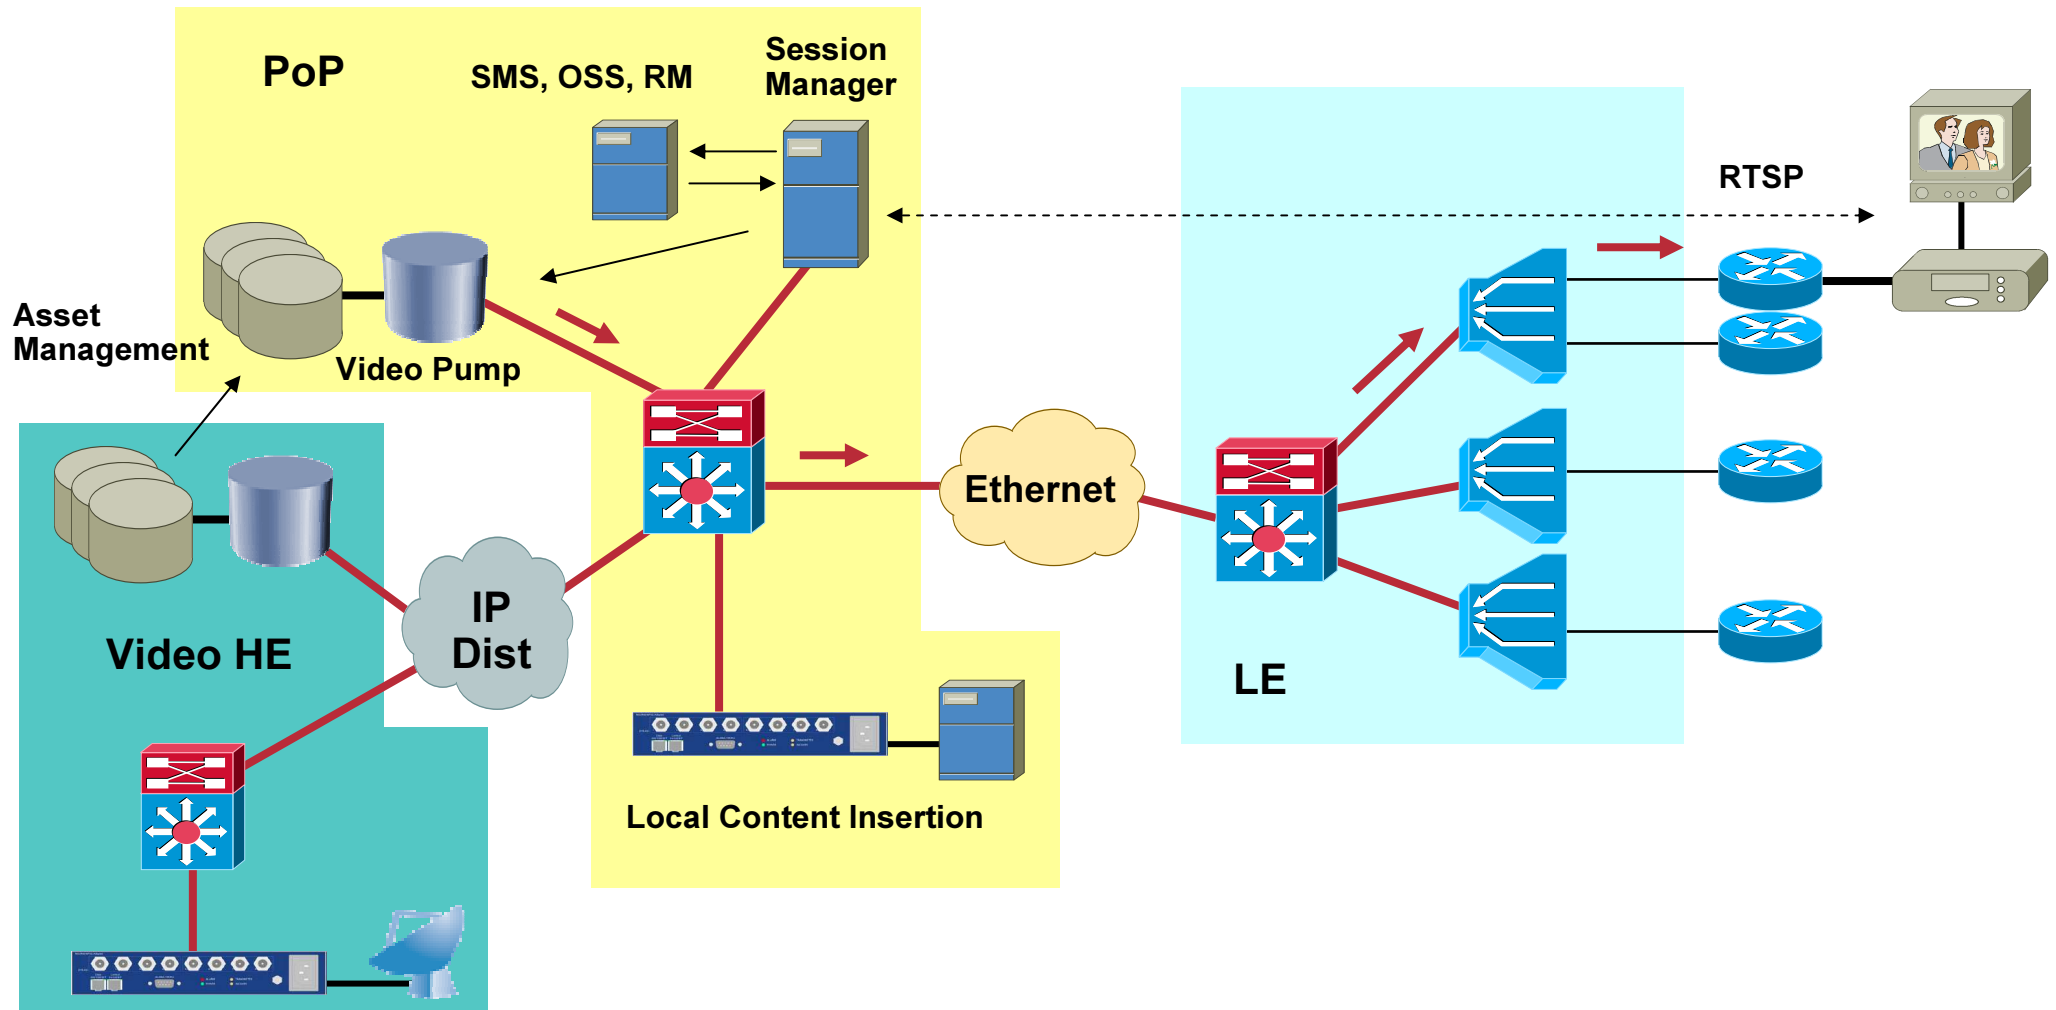 PoP
SMS, OSS, RM
Session
Manager
RTSP
Asset
Management
Video Pump
Ethernet
IP
Dist
Video HE
LE
Local Content Insertion